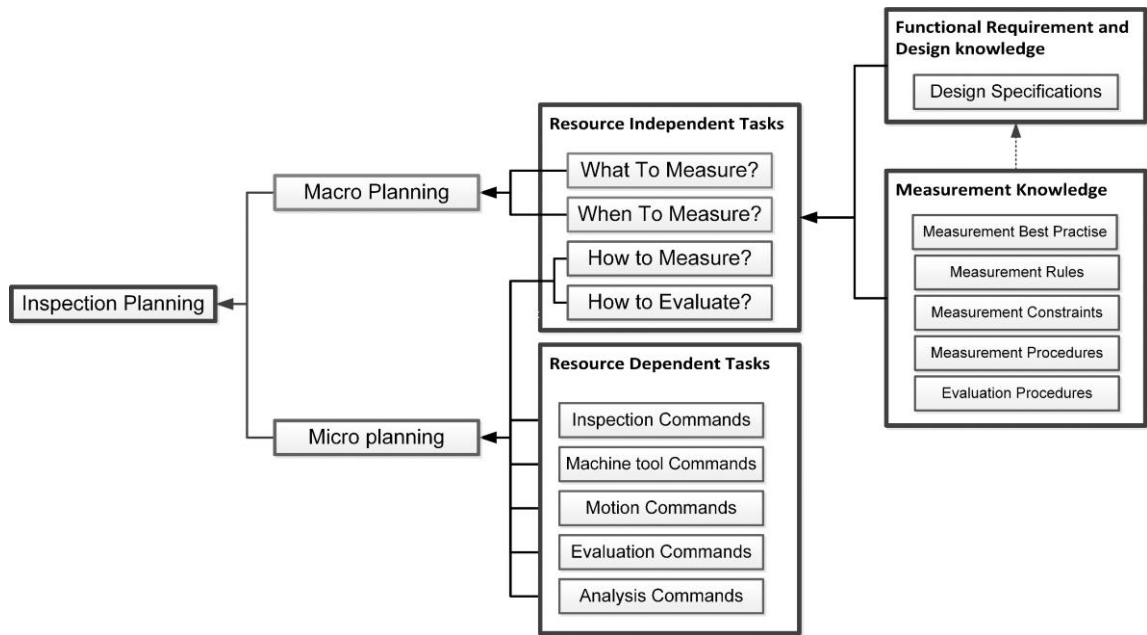 Functional Requirement and
Design knowledge
Design Specifications
Resource Independent Tasks
What To Measure?
When To Measure?
How to Measure?
How to Evaluate?
Measurement Knowledge
Measurement Best Practise
Measurement Rules
Measurement Constraints
Measurement Procedures
Evaluation Procedures
Macro Planning
Inspection Planning
Micro planning
Resource Dependent Tasks
Inspection Commands
Machine tool Commands
Motion Commands
Evaluation Commands
Analysis Commands